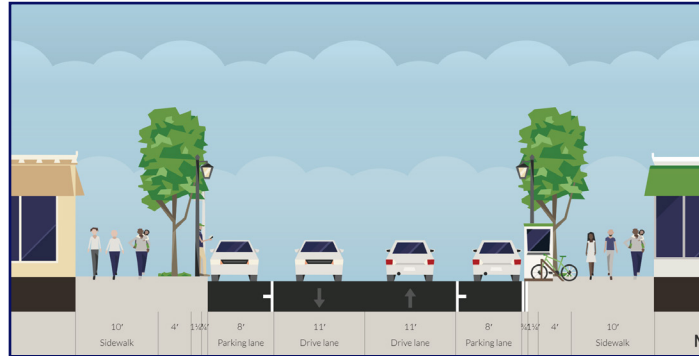 10' 4' 8' 11' 11' 8' 4' 10'
Sidewalk Parking lane Drive lane Drive lane Parking lane Sidewalk